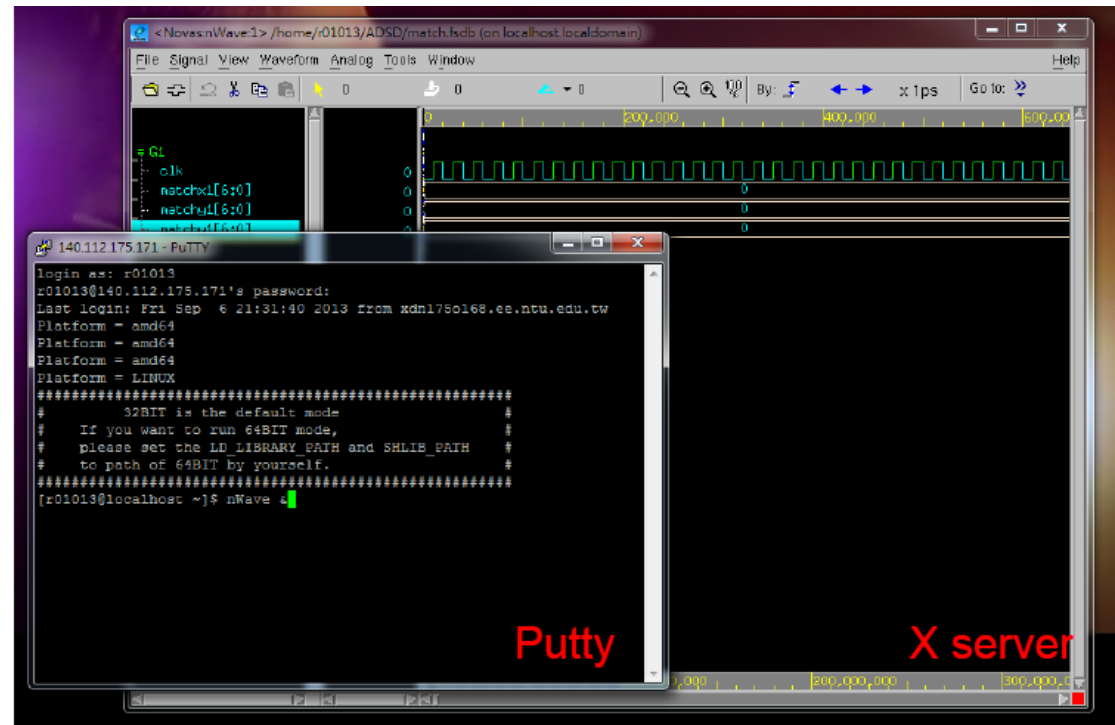 <Novas:nWave:1> /home/r01013/ADSD/match.fsdb (on localhost.localdomain)
File Signal View Waveform Analog Tools Window Help
0 0 0 By: x 1ps Go to:
0 200,000 400,000 600,00
G1
clk 0
matchx1[6:0] 0 0
matchy1[6:0] 0 0
0 0
140.112.175.171 - PuTTY
login as: r01013
r01013@140.112.175.171's password:
Last login: Fri Sep 6 21:31:40 2013 from xdn175o168.ee.ntu.edu.tw
Platform = amd64
Platform = amd64
Platform = amd64
Platform = LINUX
########################################################
# 32BIT is the default mode #
# If you want to run 64BIT mode, #
# please set the LD_LIBRARY_PATH and SHLIB_PATH #
# to path of 64BIT by yourself. #
########################################################
[r01013@localhost ~]$ nWave &
Putty
X server
200,000,000 300,000,0